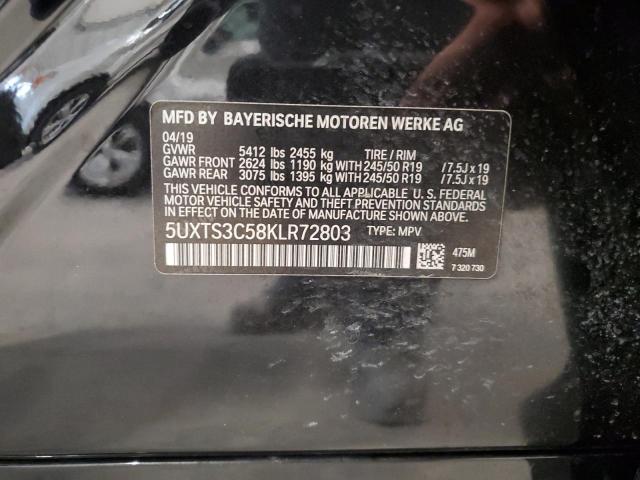 MFD BY BAYERISCHE MOTOREN WERKE AG
04/19
GVWR 5412 lbs 2455 kg TIRE / RIM
GAWR FRONT 2624 lbs 1190 kg WITH 245/50 R19 / 7.5J x 19
GAWR REAR 3075 lbs 1395 kg WITH 245/50 R19 / 7.5J x 19
THIS VEHICLE CONFORMS TO ALL APPLICABLE U. S. FEDERAL
MOTOR VEHICLE SAFETY AND THEFT PREVENTION STANDARDS
IN EFFECT ON THE DATE OF MANUFACTURE SHOWN ABOVE.
5UXTS3C58KLR72803 TYPE: MPV
475M
7 320 730